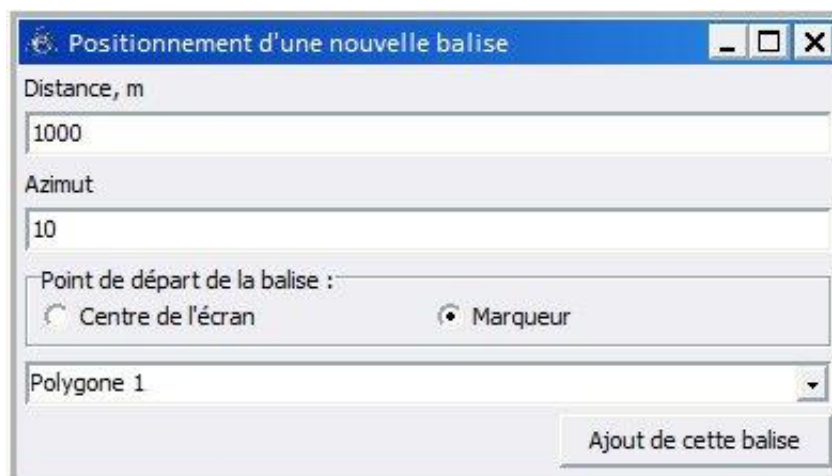 Positionnement d'une nouvelle balise
Distance, m
1000
Azimut
10
Point de départ de la balise :
Centre de l'écran Marqueur
Polygone 1
Ajout de cette balise